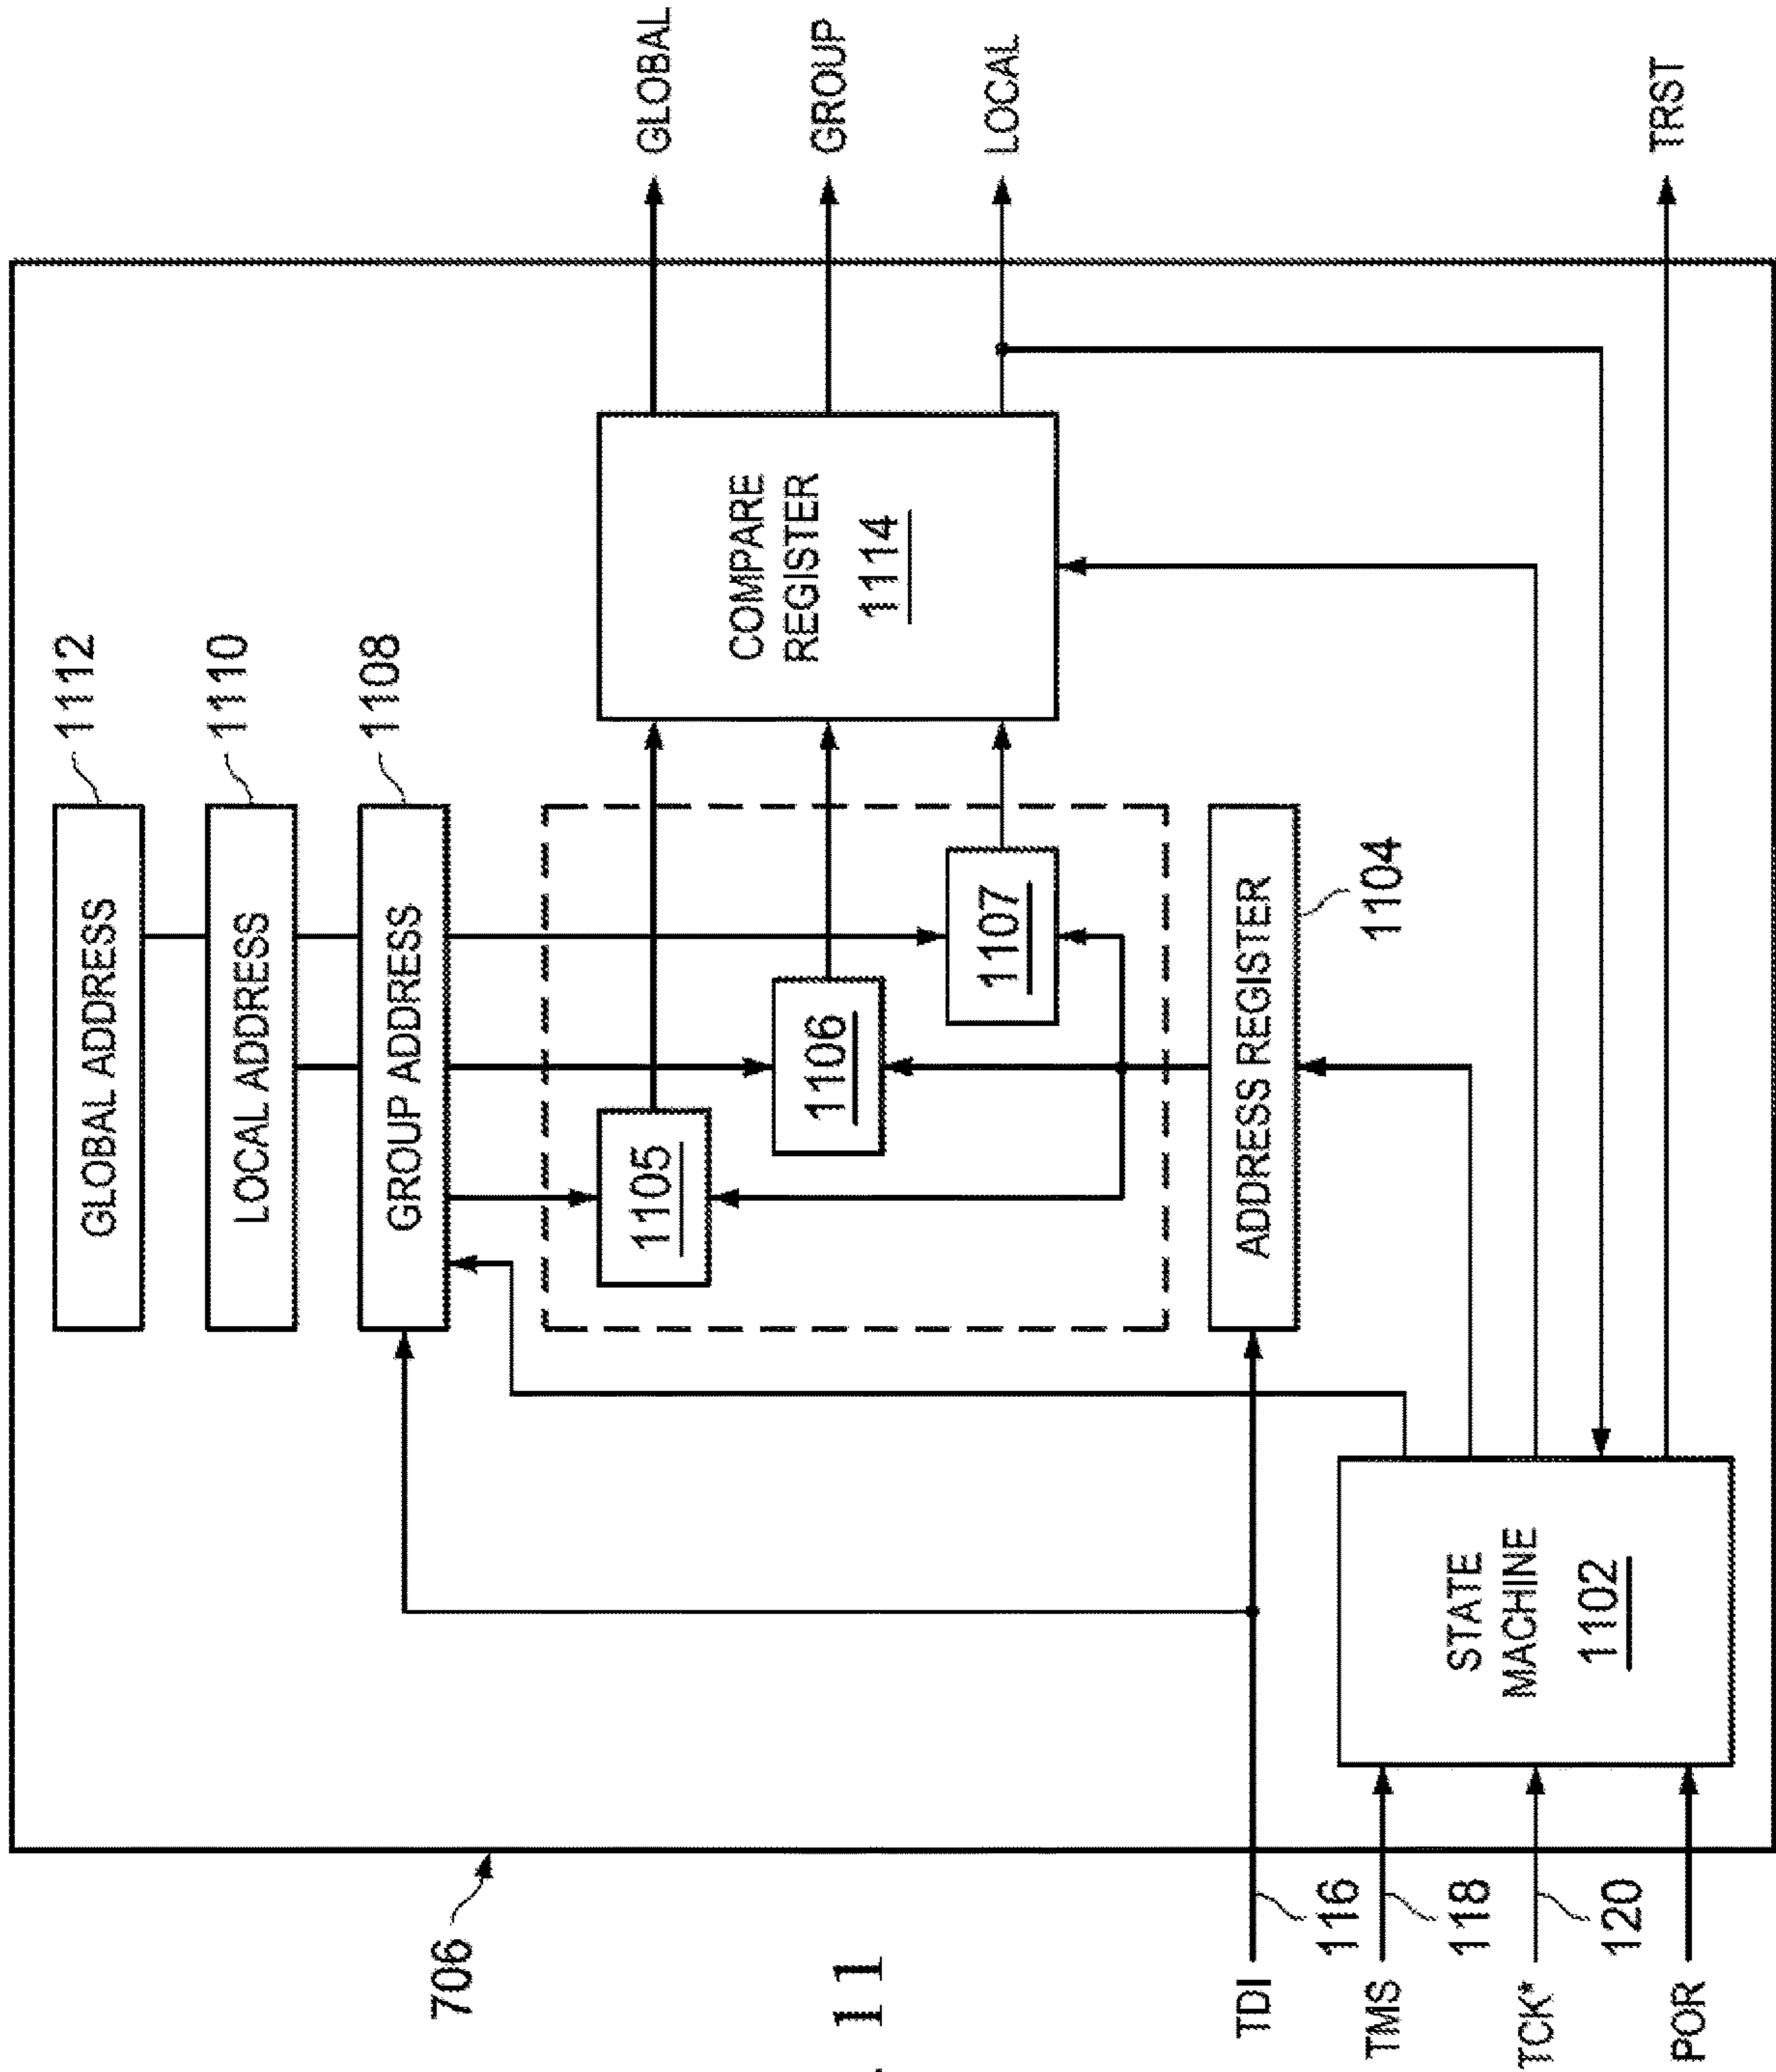 GLOBAL ADDRESS
1112
LOCAL ADDRESS
1110
GROUP ADDRESS
1108
706
1105
1106
1107
COMPARE
REGISTER
1114
GLOBAL
GROUP
LOCAL
11
TDI
116
ADDRESS REGISTER
1104
TMS
118
TCK*
120
POR
STATE
MACHINE
1102
TRST